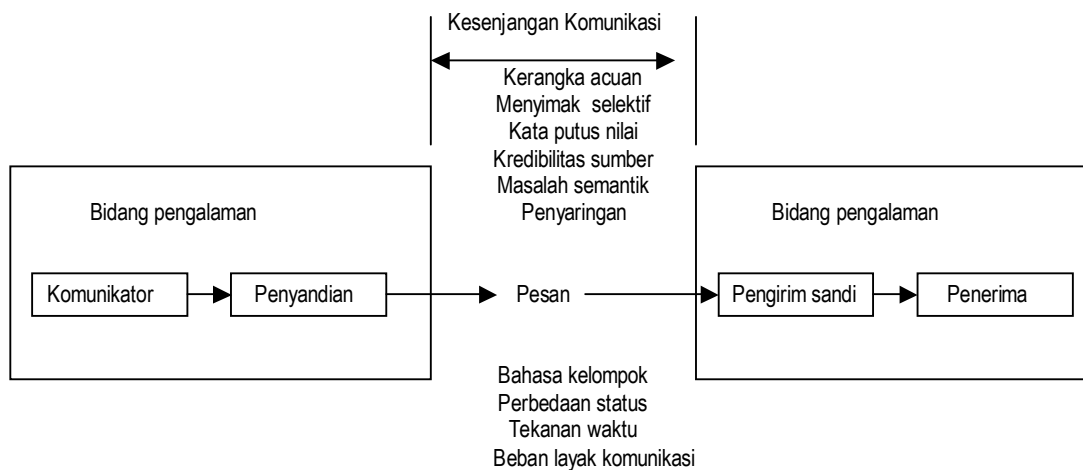 Kesenjangan Komunikasi
Kerangka acuan
Menyimak selektif
Kata putus nilai
Kredibilitas sumber
Masalah semantik
Penyaringan
Bidang pengalaman
Bidang pengalaman
Komunikator
Penyandian
Pesan
Pengirim sandi
Penerima
Bahasa kelompok
Perbedaan status
Tekanan waktu
Beban layak komunikasi